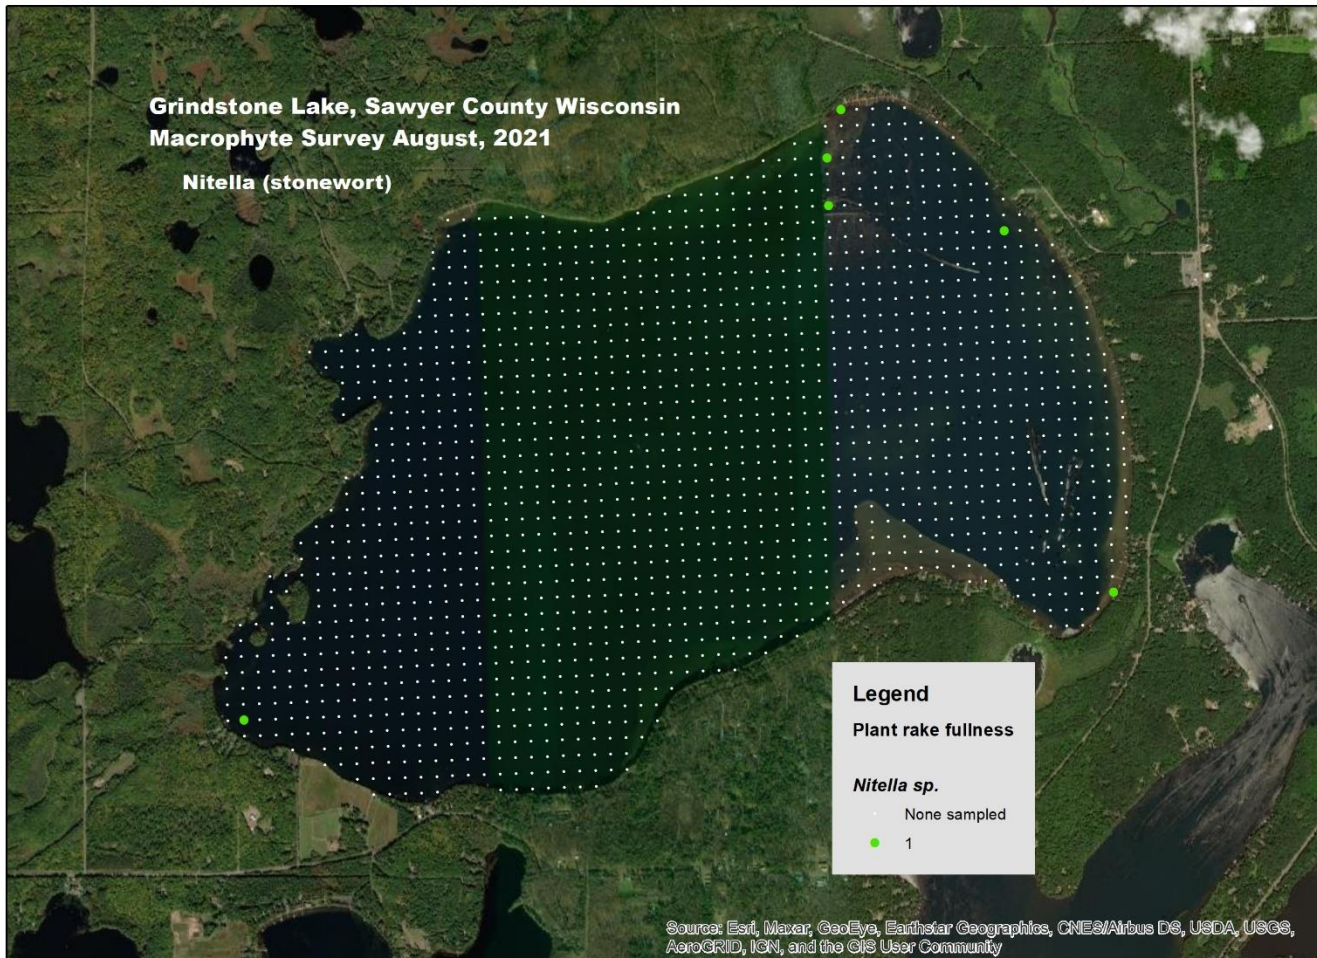 Grindstone Lake, Sawyer County Wisconsin
Macrophyte Survey August, 2021
Nitella (stonewort)
Legend
Plant rake fullness
Nitella sp.
None sampled
1
Source: Esri, Maxar, GeoEye, Earthstar Geographics, CNES/Airbus DS, USDA, USGS,
AeroGRID, IGN, and the GIS User Community